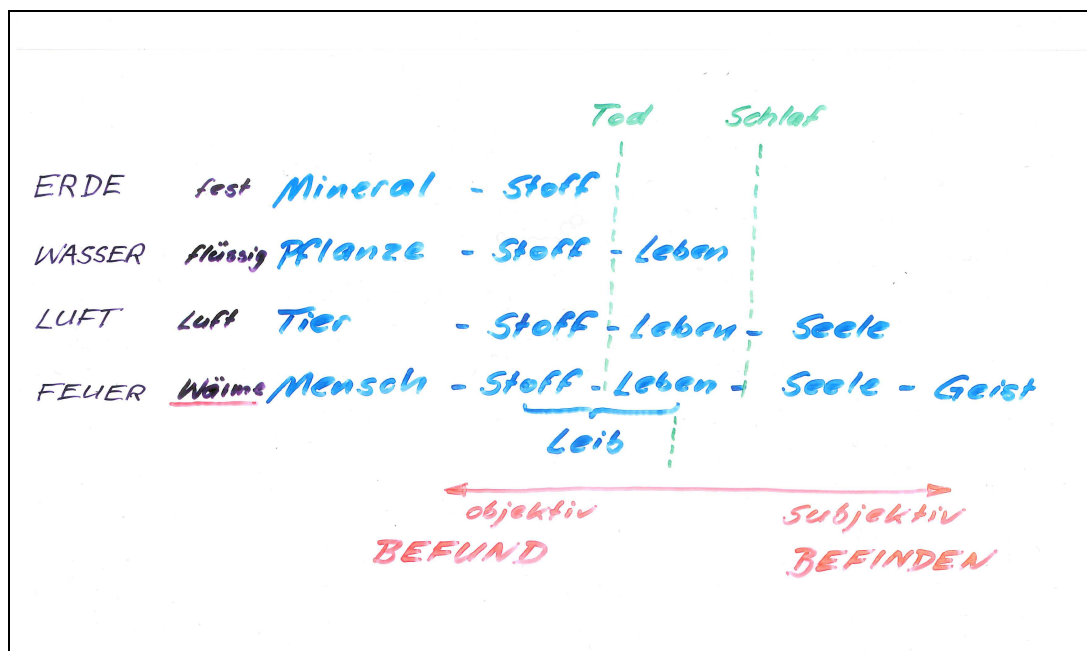 Tod Schlaf
ERDE fest Mineral - Stoff
WASSER flüssig Pflanze - Stoff - Leben
LUFT Luft Tier - Stoff - Leben - Seele
FEUER Wärme Mensch - Stoff - Leben - Seele - Geist
Leib
objektiv subjektiv
BEFUND BEFINDEN